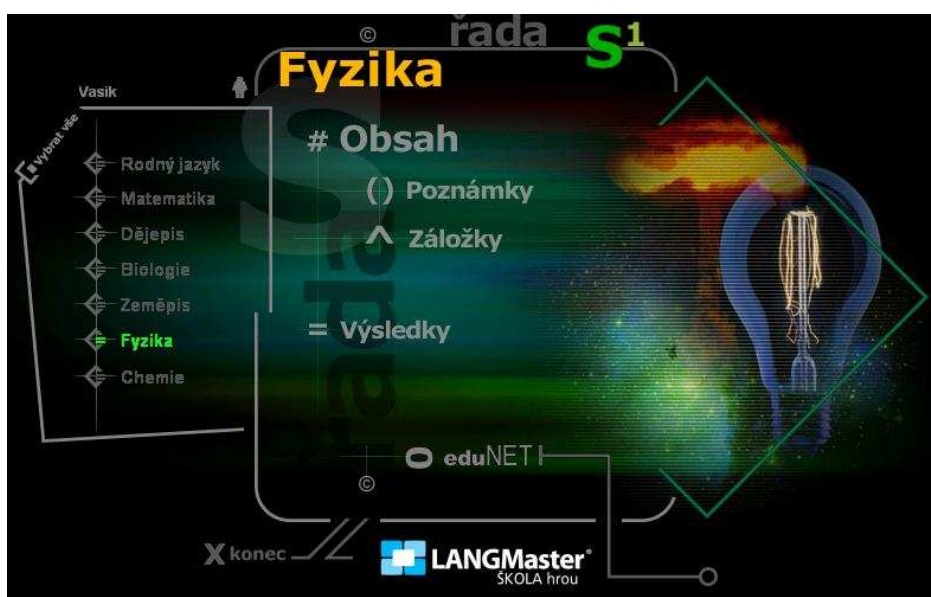 © řada S1
Fyzika
Vasik
Vybrat vše
Rodný jazyk
Matematika
Dějepis
Biologie
Zeměpis
Fyzika
Chemie
S
řada
# Obsah
() Poznámky
^ Záložky
= Výsledky
O eduNET
©
X konec
LANGMaster®
ŠKOLA hrou